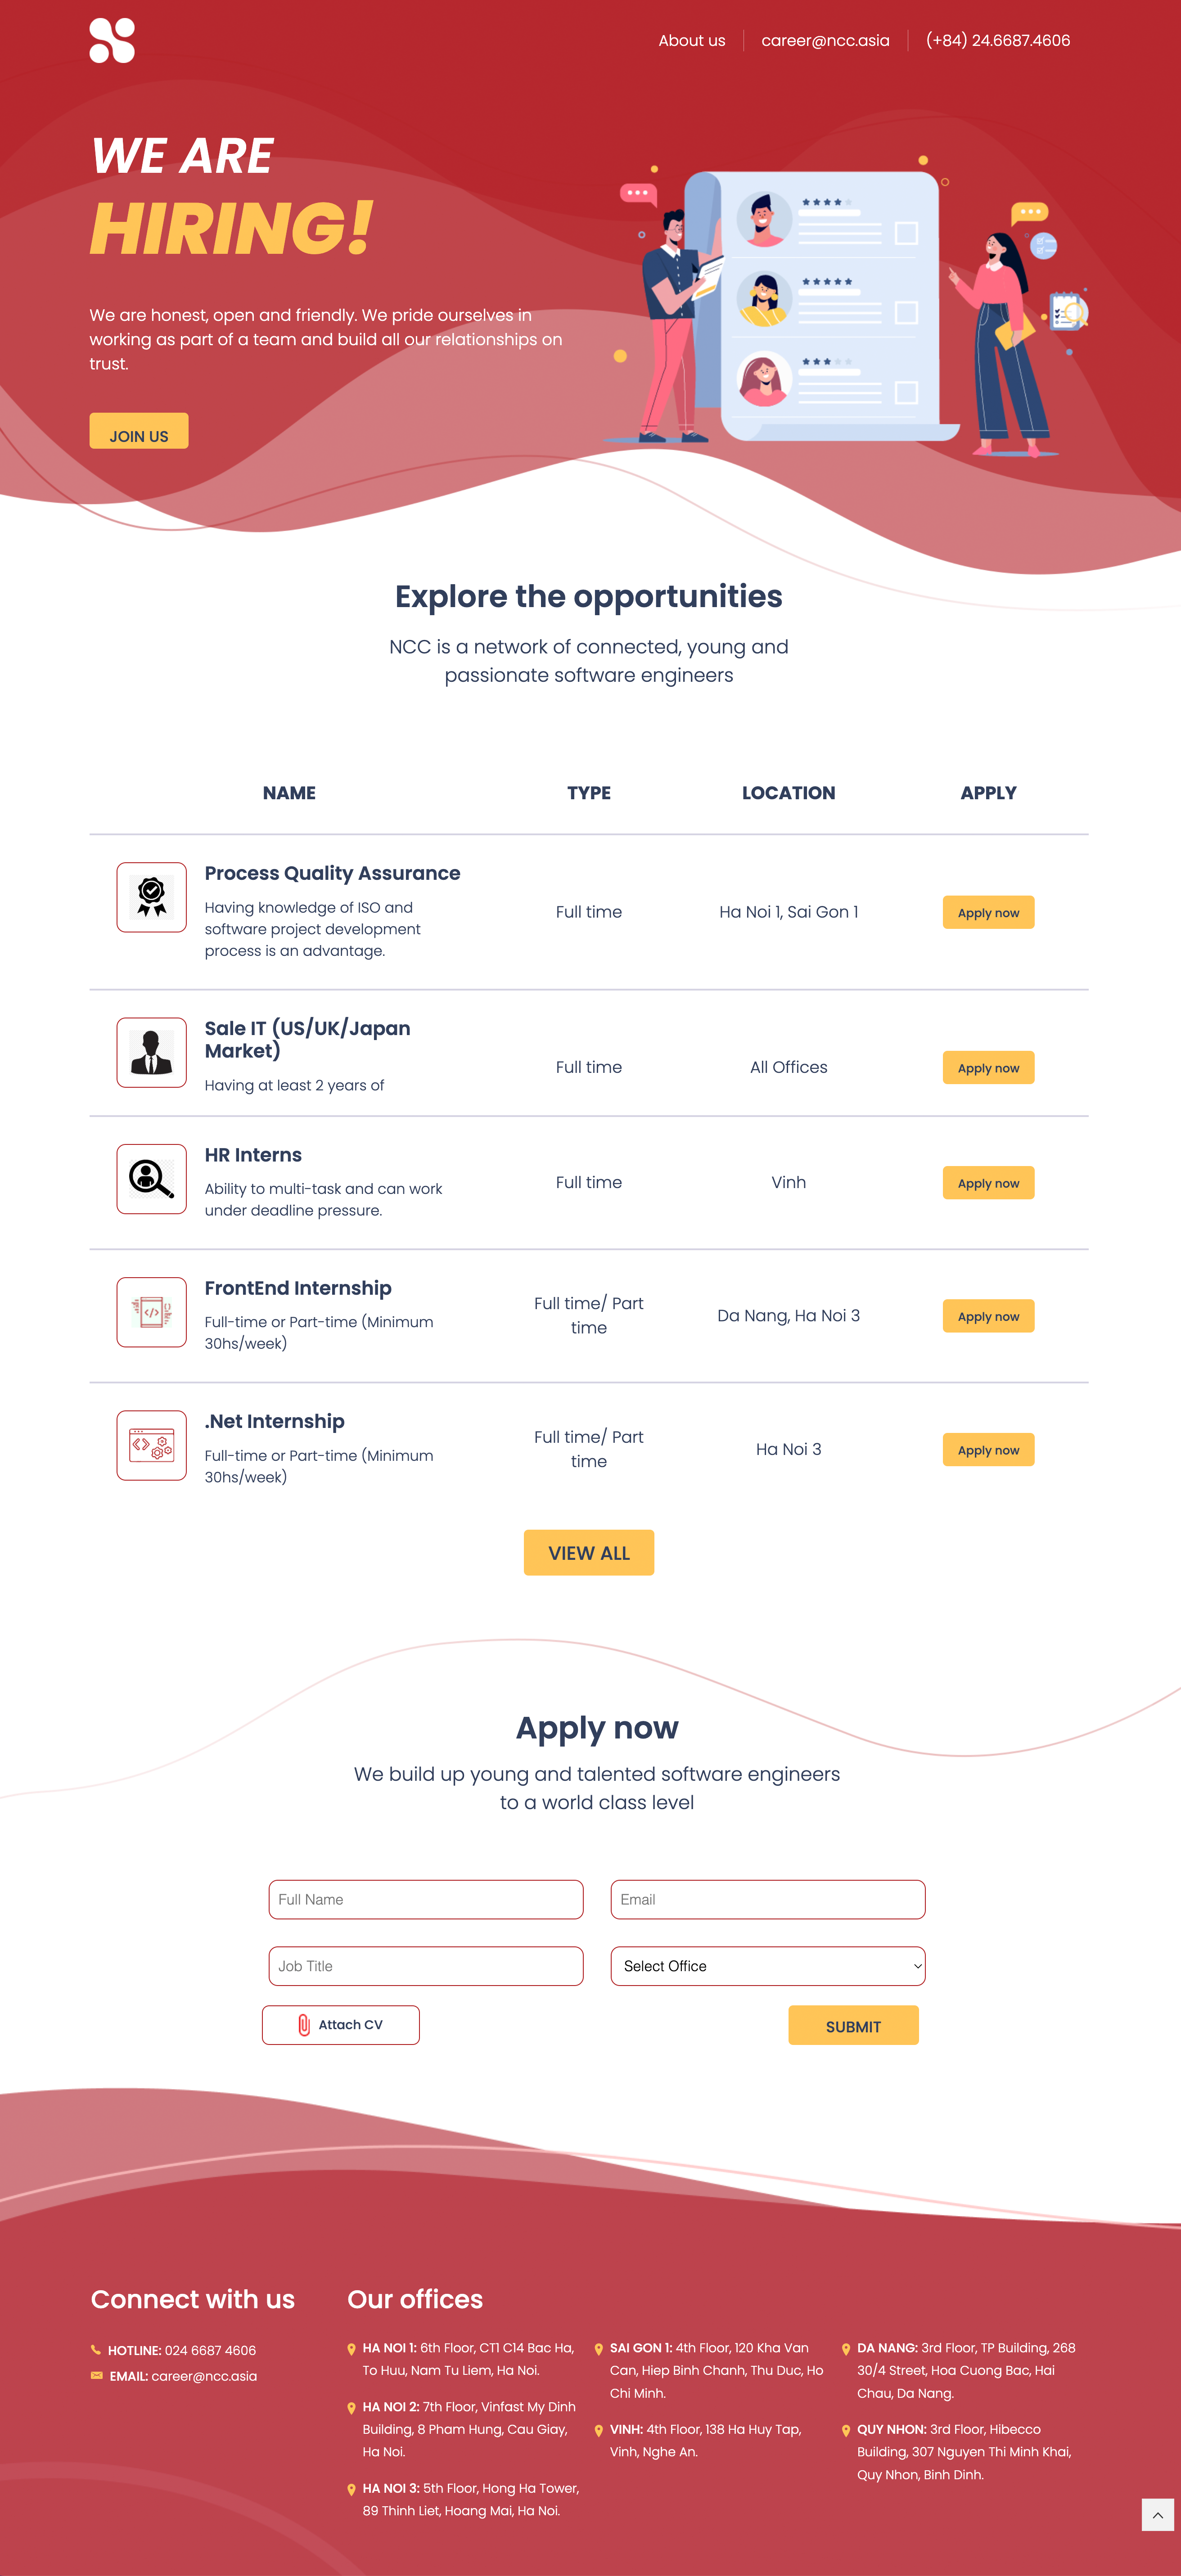 About us
career@ncc.asia
(+84) 24.6687.4606
WE ARE
HIRING!
We are honest, open and friendly. We pride ourselves in
working as part of a team and build all our relationships on
trust.
JOIN US
Explore the opportunities
NCC is a network of connected, young and
passionate software engineers
NAME TYPE LOCATION APPLY
Process Quality Assurance
Having knowledge of ISO and
software project development
process is an advantage.
Full time
Ha Noi 1, Sai Gon 1
Apply now
Sale IT (US/UK/Japan
Market)
Having at least 2 years of
Full time
All Offices
Apply now
HR Interns
Ability to multi-task and can work
under deadline pressure.
Full time
Vinh
Apply now
FrontEnd Internship
Full-time or Part-time (Minimum
30hs/week)
Full time/ Part
time
Da Nang, Ha Noi 3
Apply now
.Net Internship
Full-time or Part-time (Minimum
30hs/week)
Full time/ Part
time
Ha Noi 3
Apply now
VIEW ALL
Apply now
We build up young and talented software engineers
to a world class level
Full Name
Email
Job Title
Select Office
Attach CV
SUBMIT
Connect with us
HOTLINE: 024 6687 4606
EMAIL: career@ncc.asia
Our offices
HA NOI 1: 6th Floor, CT1 C14 Bac Ha,
To Huu, Nam Tu Liem, Ha Noi.
HA NOI 2: 7th Floor, Vinfast My Dinh
Building, 8 Pham Hung, Cau Giay,
Ha Noi.
HA NOI 3: 5th Floor, Hong Ha Tower,
89 Thinh Liet, Hoang Mai, Ha Noi.
SAI GON 1: 4th Floor, 120 Kha Van
Can, Hiep Binh Chanh, Thu Duc, Ho
Chi Minh.
VINH: 4th Floor, 138 Ha Huy Tap,
Vinh, Nghe An.
DA NANG: 3rd Floor, TP Building, 268
30/4 Street, Hoa Cuong Bac, Hai
Chau, Da Nang.
QUY NHON: 3rd Floor, Hibecco
Building, 307 Nguyen Thi Minh Khai,
Quy Nhon, Binh Dinh.